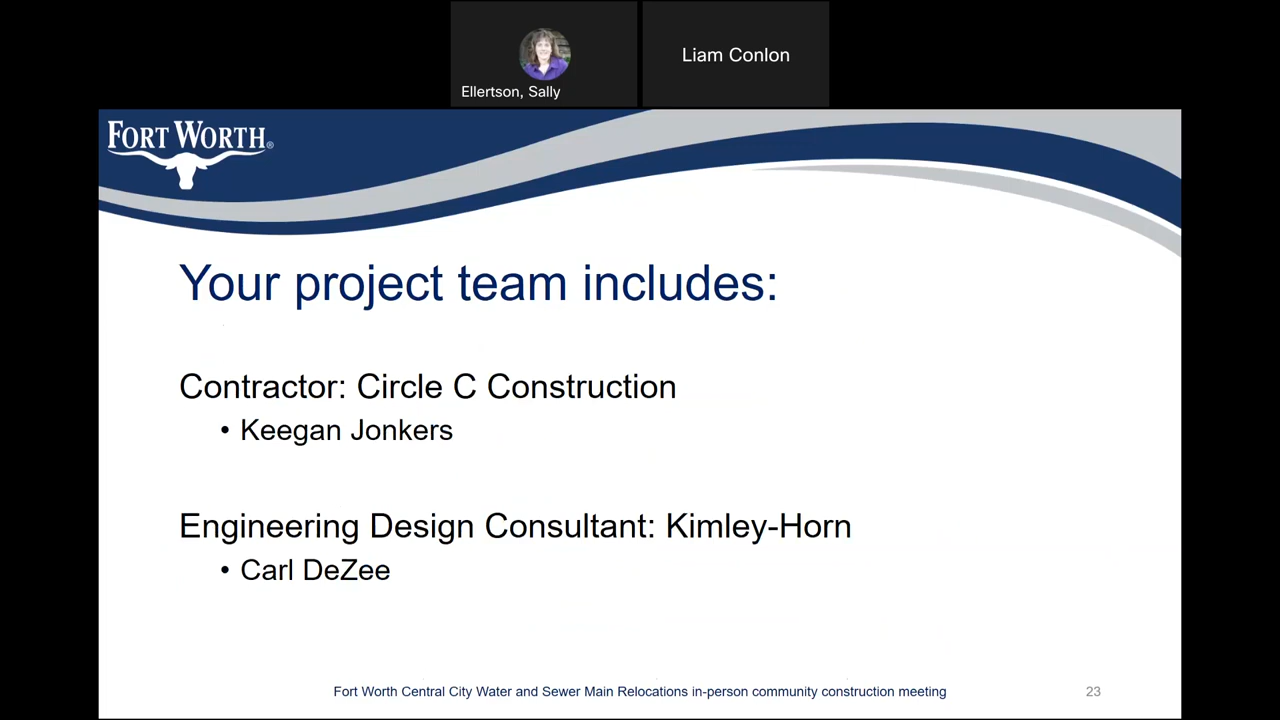 Ellertson, Sally
Liam Conlon
FORT WORTH®
Your project team includes:
Contractor: Circle C Construction
• Keegan Jonkers
Engineering Design Consultant: Kimley-Horn
• Carl DeZee
Fort Worth Central City Water and Sewer Main Relocations in-person community construction meeting
23